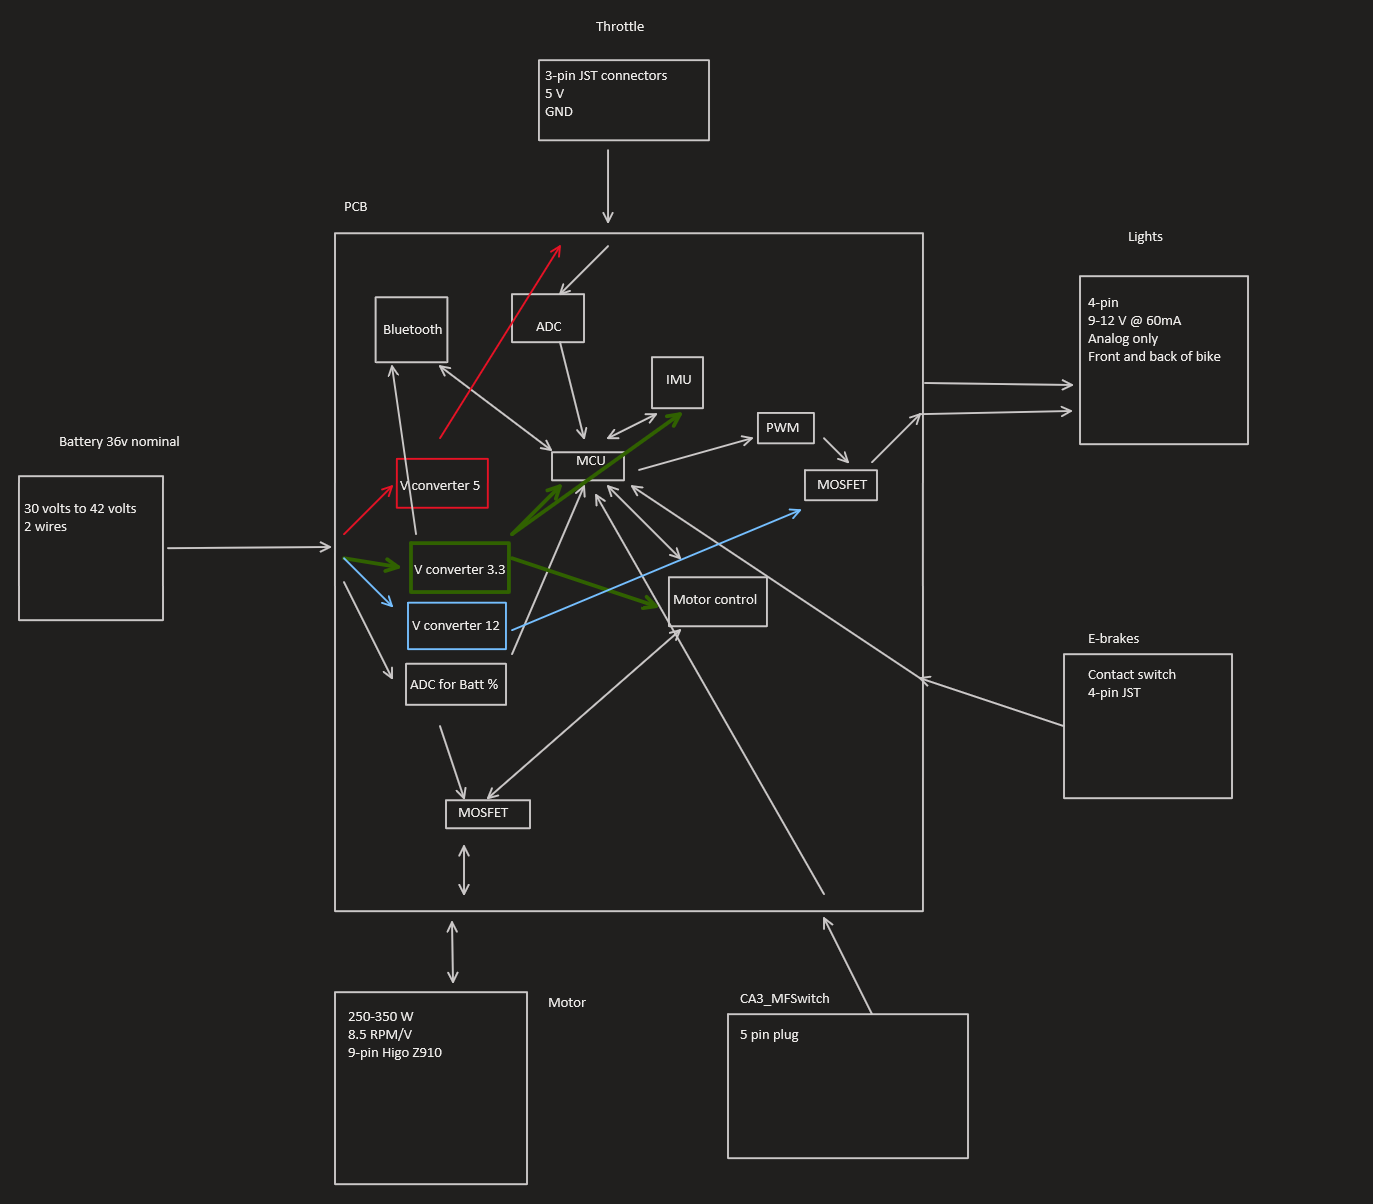 Throttle
3-pin JST connectors
5 V
GND
PCB
Lights
4-pin
9-12 V @ 60mA
Analog only
Front and back of bike
Bluetooth
ADC
IMU
PWM
MCU
MOSFET
Battery 36v nominal
30 volts to 42 volts
2 wires
V converter 5
V converter 3.3
V converter 12
ADC for Batt %
Motor control
E-brakes
Contact switch
4-pin JST
MOSFET
Motor
250-350 W
8.5 RPM/V
9-pin Higo Z910
CA3_MFSwitch
5 pin plug